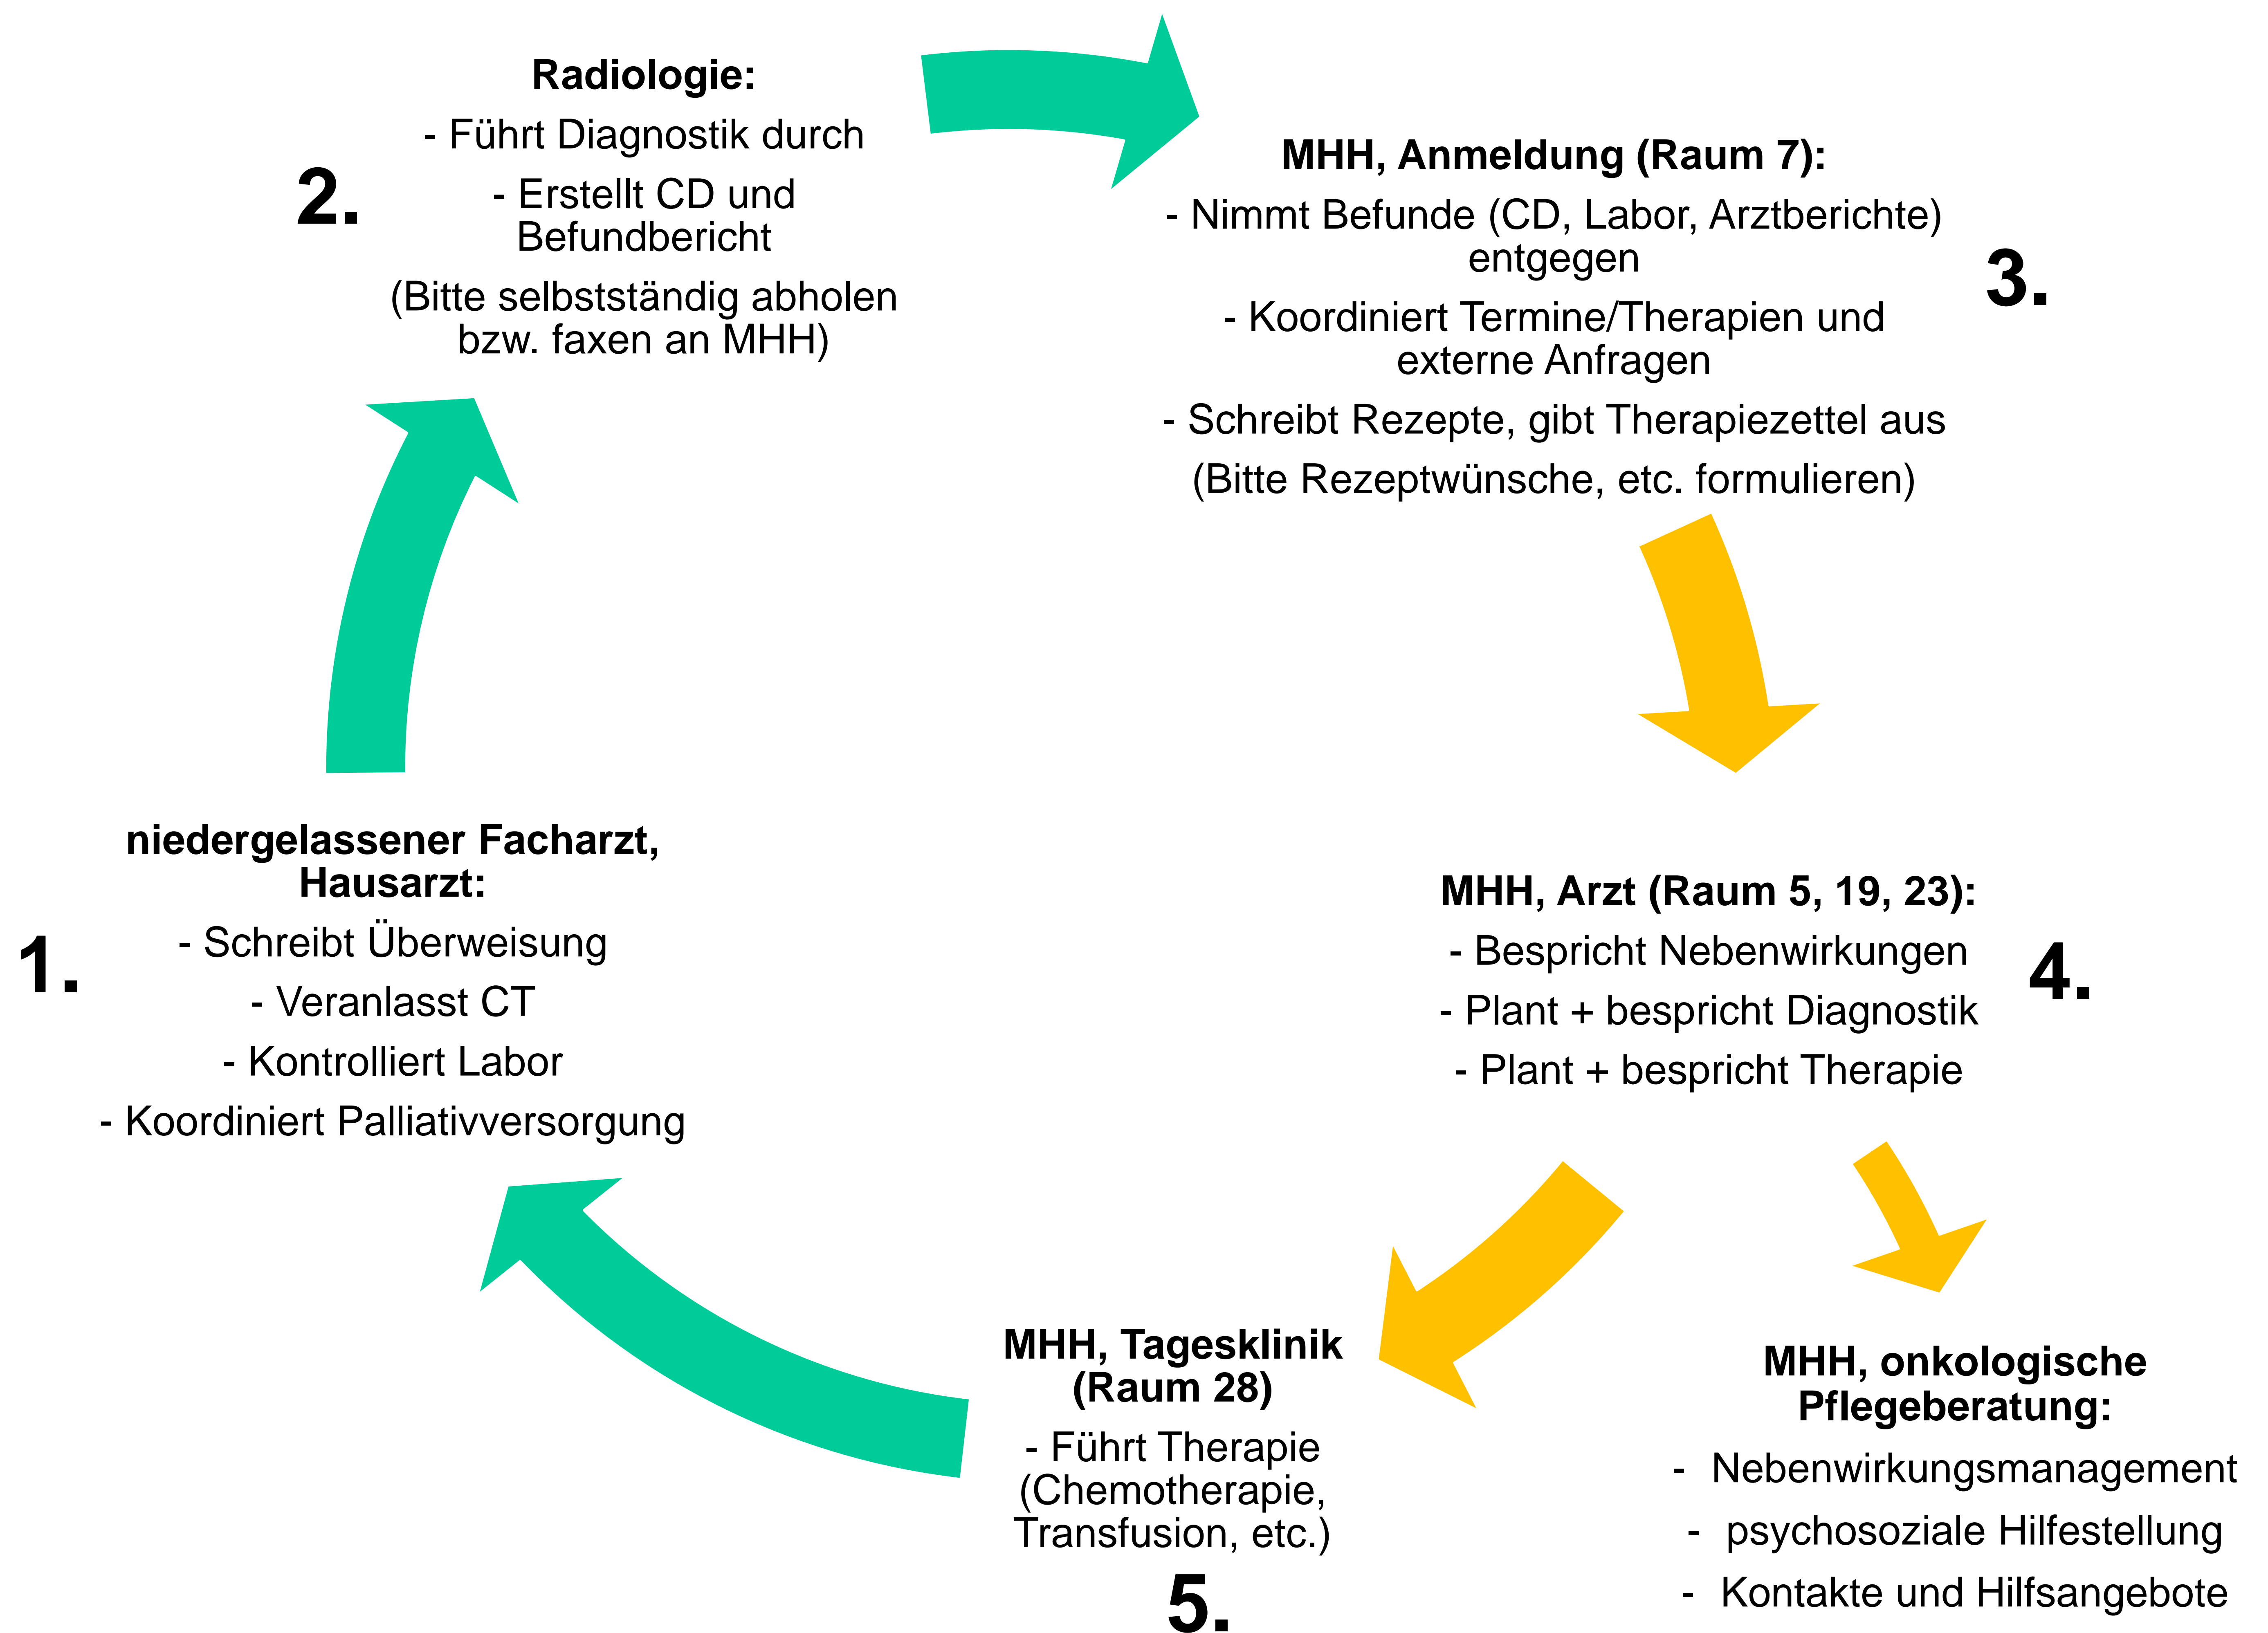 1.
niedergelassener Facharzt,
Hausarzt:
- Schreibt Überweisung
- Veranlasst CT
- Kontrolliert Labor
- Koordiniert Palliativversorgung
2.
Radiologie:
- Führt Diagnostik durch
- Erstellt CD und
Befundbericht
(Bitte selbstständig abholen
bzw. faxen an MHH)
3.
MHH, Anmeldung (Raum 7):
- Nimmt Befunde (CD, Labor, Arztberichte)
entgegen
- Koordiniert Termine/Therapien und
externe Anfragen
- Schreibt Rezepte, gibt Therapiezettel aus
(Bitte Rezeptwünsche, etc. formulieren)
4.
MHH, Arzt (Raum 5, 19, 23):
- Bespricht Nebenwirkungen
- Plant + bespricht Diagnostik
- Plant + bespricht Therapie
MHH, onkologische
Pflegeberatung:
- Nebenwirkungsmanagement
- psychosoziale Hilfestellung
- Kontakte und Hilfsangebote
MHH, Tagesklinik
(Raum 28)
- Führt Therapie
(Chemotherapie,
Transfusion, etc.)
5.